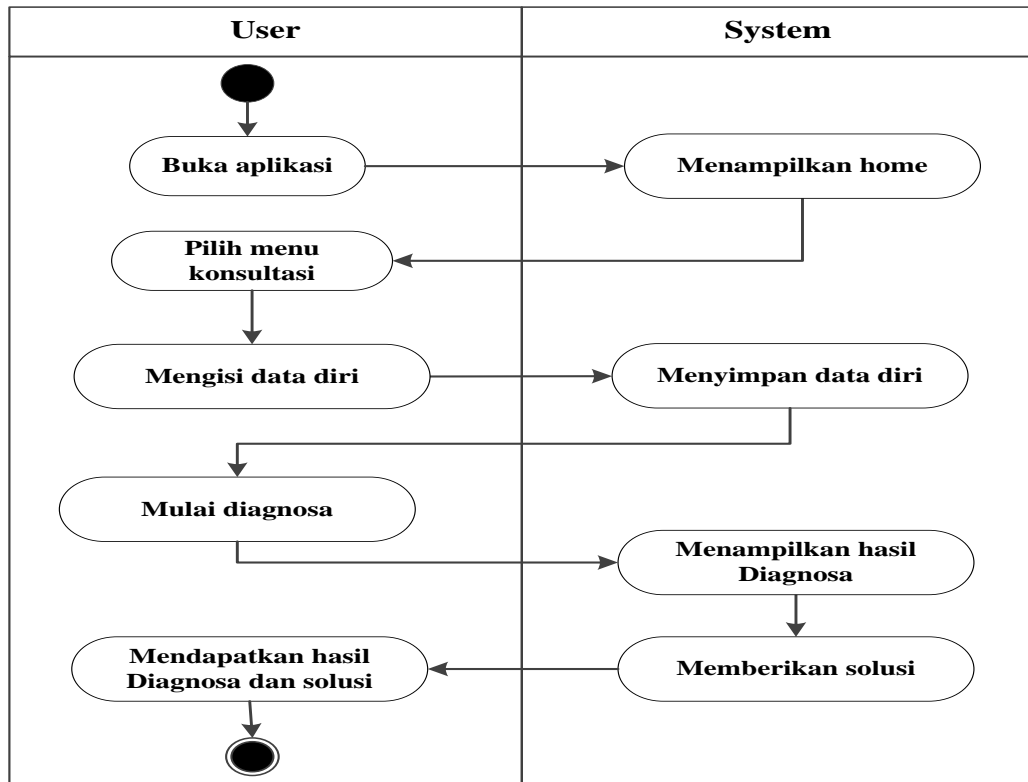 User
System
Buka aplikasi
Menampilkan home
Pilih menu
konsultasi
Mengisi data diri
Menyimpan data diri
Mulai diagnosa
Menampilkan hasil
Diagnosa
Memberikan solusi
Mendapatkan hasil
Diagnosa dan solusi